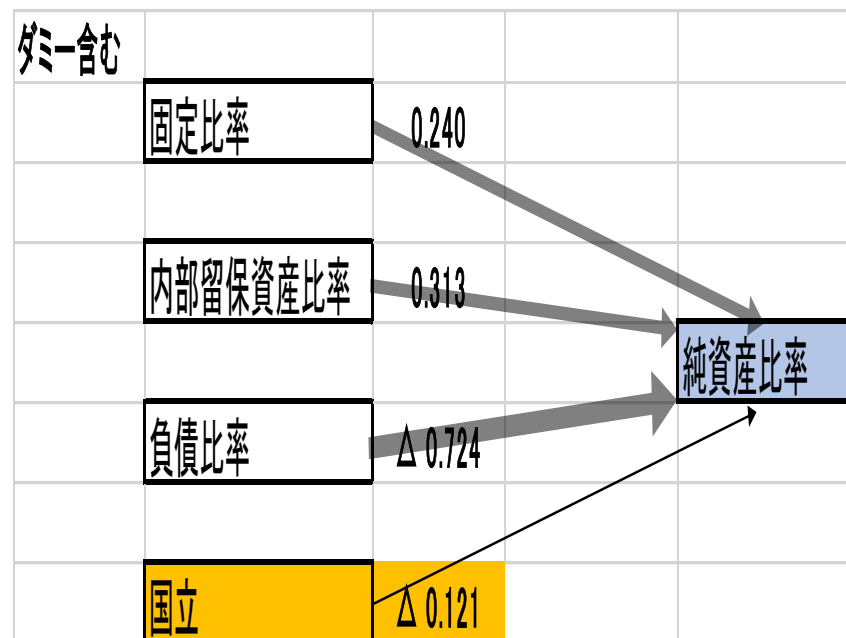 ダミー含む
固定比率 0.240
内部留保資産比率 0.313
純資産比率
負債比率 Δ 0.724
国立 Δ 0.121